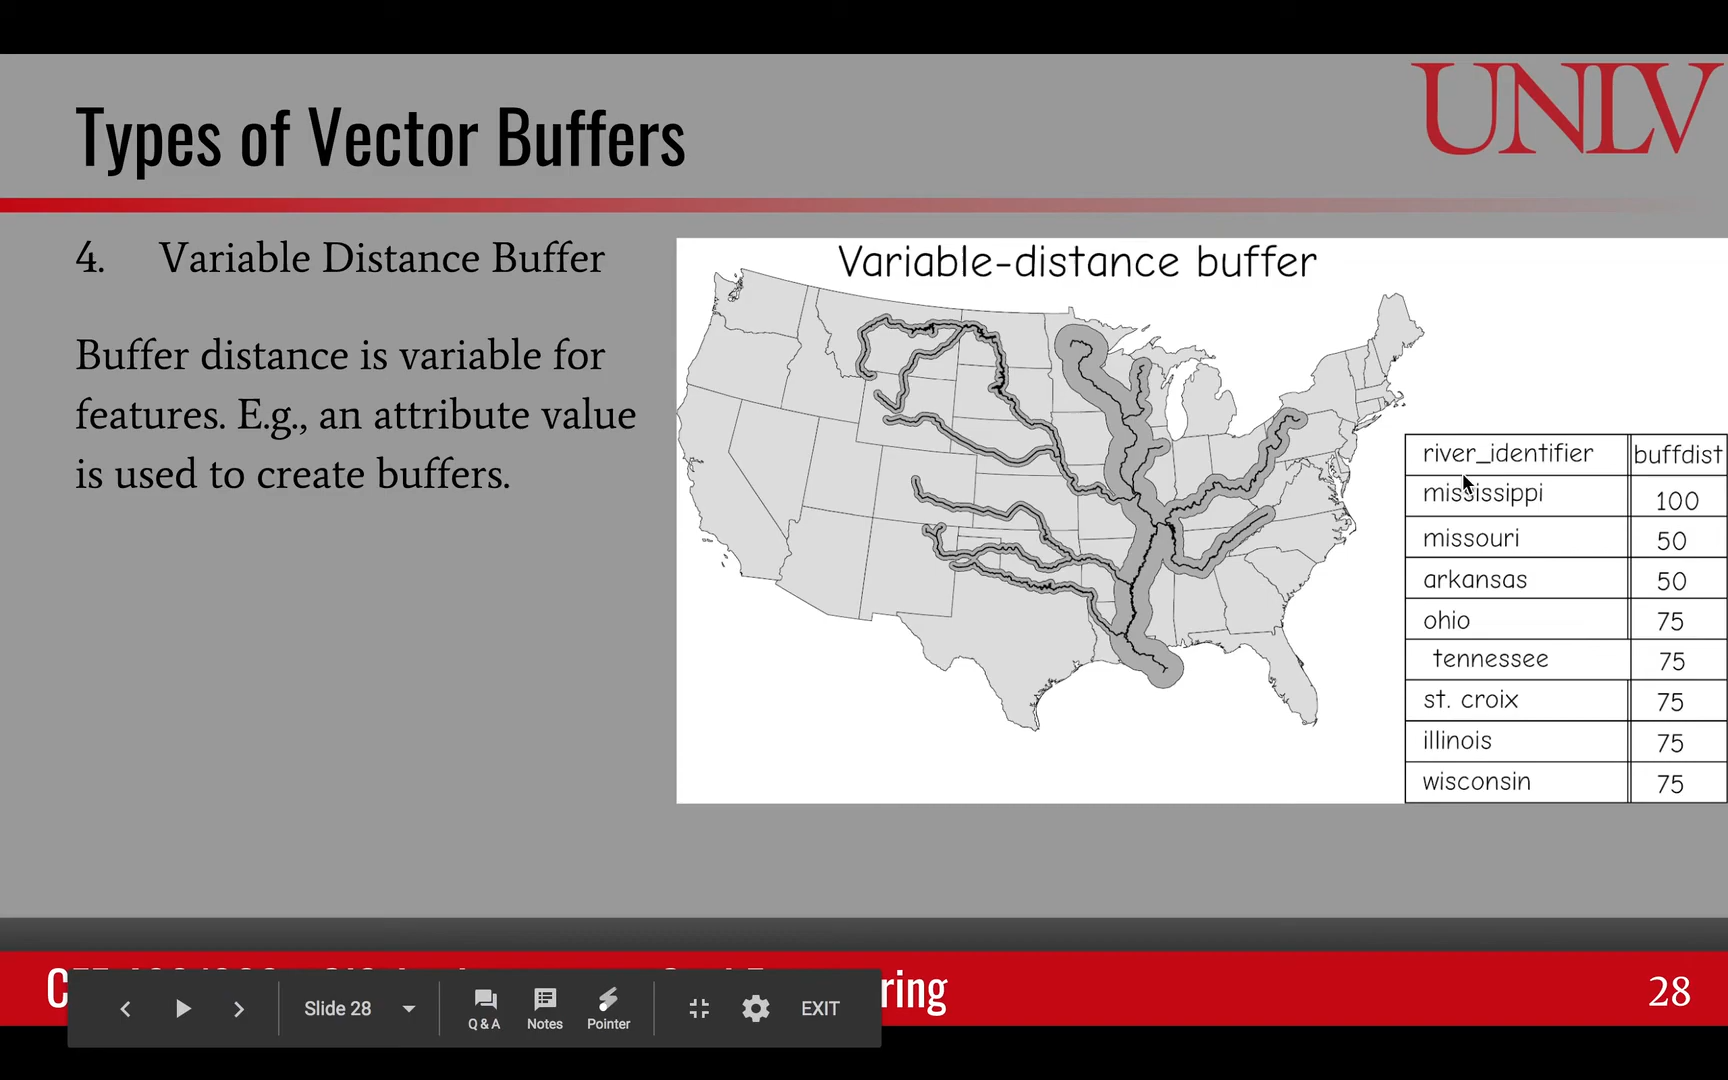 Types of Vector Buffers
UNLV
4. Variable Distance Buffer
Buffer distance is variable for
features. E.g., an attribute value
is used to create buffers.
Variable-distance buffer
river_identifier buffdist
mississippi 100
missouri 50
arkansas 50
ohio 75
tennessee 75
st. croix 75
illinois 75
wisconsin 75
28
Slide 28
Q & A
Notes
Pointer
EXIT